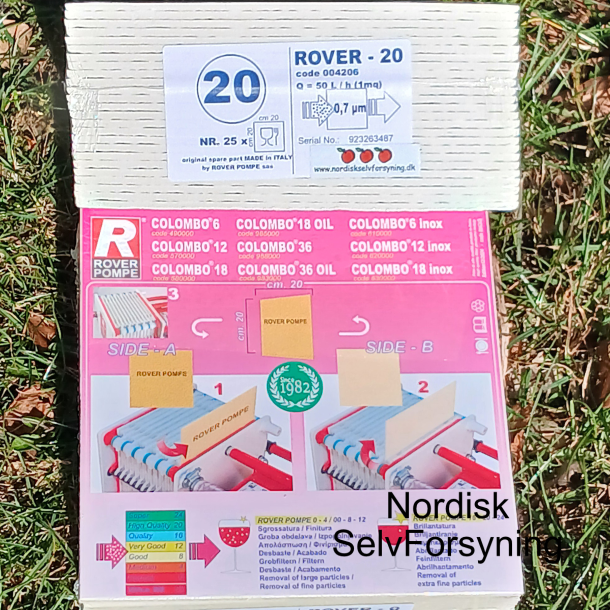 20
ROVER - 20
code 004206
Q = 50 L / h (1mq)
0,7 µm
cm 20
NR. 25 x
Serial No.: 923263487
original spare part MADE in ITALY
by ROVER POMPE sas
www.nordiskselvforsyning.dk
R
ROVER
POMPE
COLOMBO®6
COLOMBO®18 OIL
COLOMBO®6 inox
COLOMBO®12
COLOMBO®36
COLOMBO®12 inox
COLOMBO®18
COLOMBO®36 OIL
COLOMBO®18 inox
3
cm. 20
cm. 20
ROVER POMPE
SIDE - A
SIDE - B
ROVER POMPE
Since
1982
1
ROVER POMPE
2
High Quality 20
Quality 16
Very Good 12
Good 8
ROVER POMPE 0 - 4 / 00 - 8 - 12
Sgrossatura / Finitura
Groba obdelava /
Desbaste / Acabado
Grobfiltern / Filtern
Desbaste / Acabamento
Removal of large particles /
Removal of fine particles
Brillantatura
Feinfiltern
Removal of
extra fine particles
Nordisk
SelvForsyning